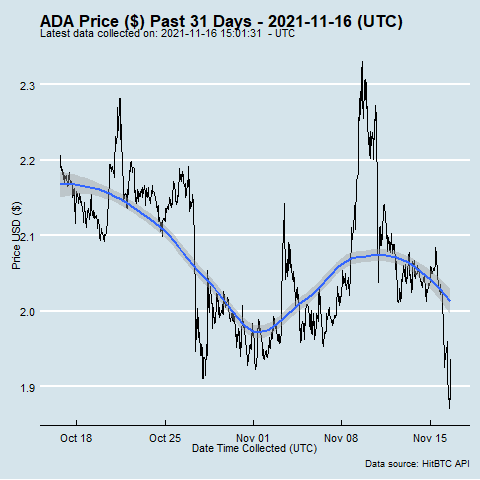 ADA Price ($) Past 31 Days - 2021-11-16 (UTC)
Latest data collected on: 2021-11-16 15:01:31  - UTC
Price USD ($)
2.3
2.2
2.1
2.0
1.9
Oct 18 Oct 25 Nov 01 Nov 08 Nov 15
Date Time Collected (UTC)
Data source: HitBTC API